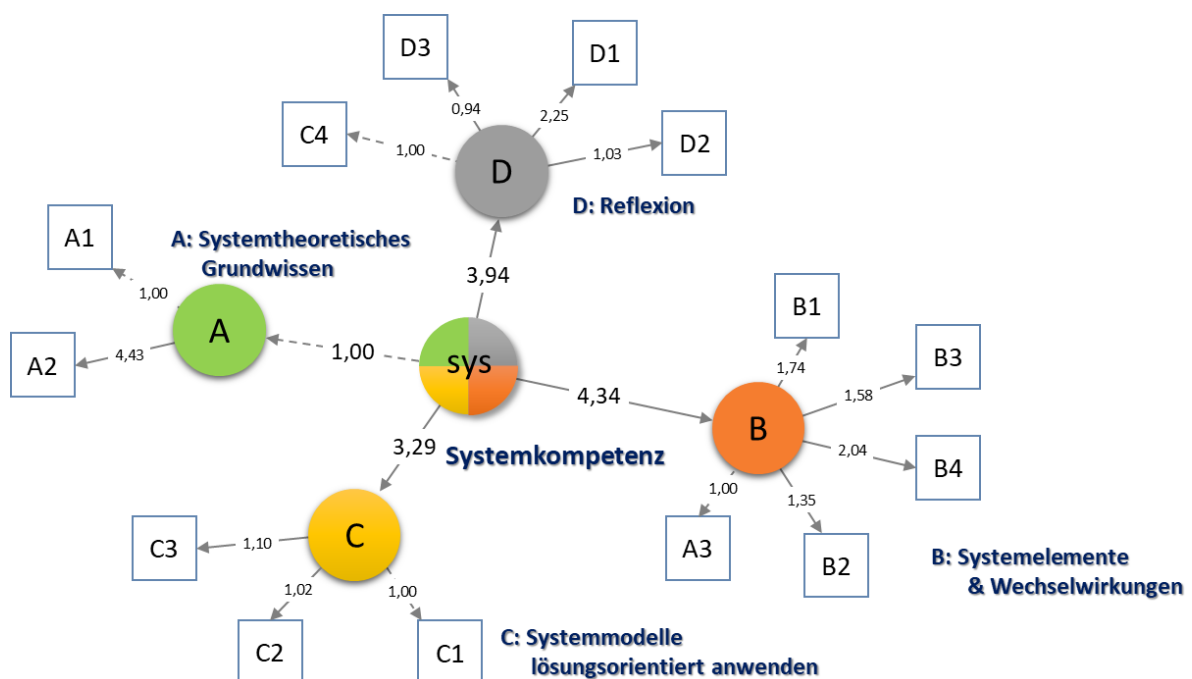 D3
D1
0,94
2,25
C4
D2
1,00
1,03
D
D: Reflexion
A1
A: Systemtheoretisches
Grundwissen
3,94
1,00
A
B1
A2
4,43
1,00
sys
1,74
B3
1,58
4,34
B
3,29
Systemkompetenz
2,04
B4
1,00
1,35
C
C3
1,10
A3
B2
B: Systemelemente
& Wechselwirkungen
1,02
1,00
C2
C1
C: Systemmodelle
lösungsorientiert anwenden